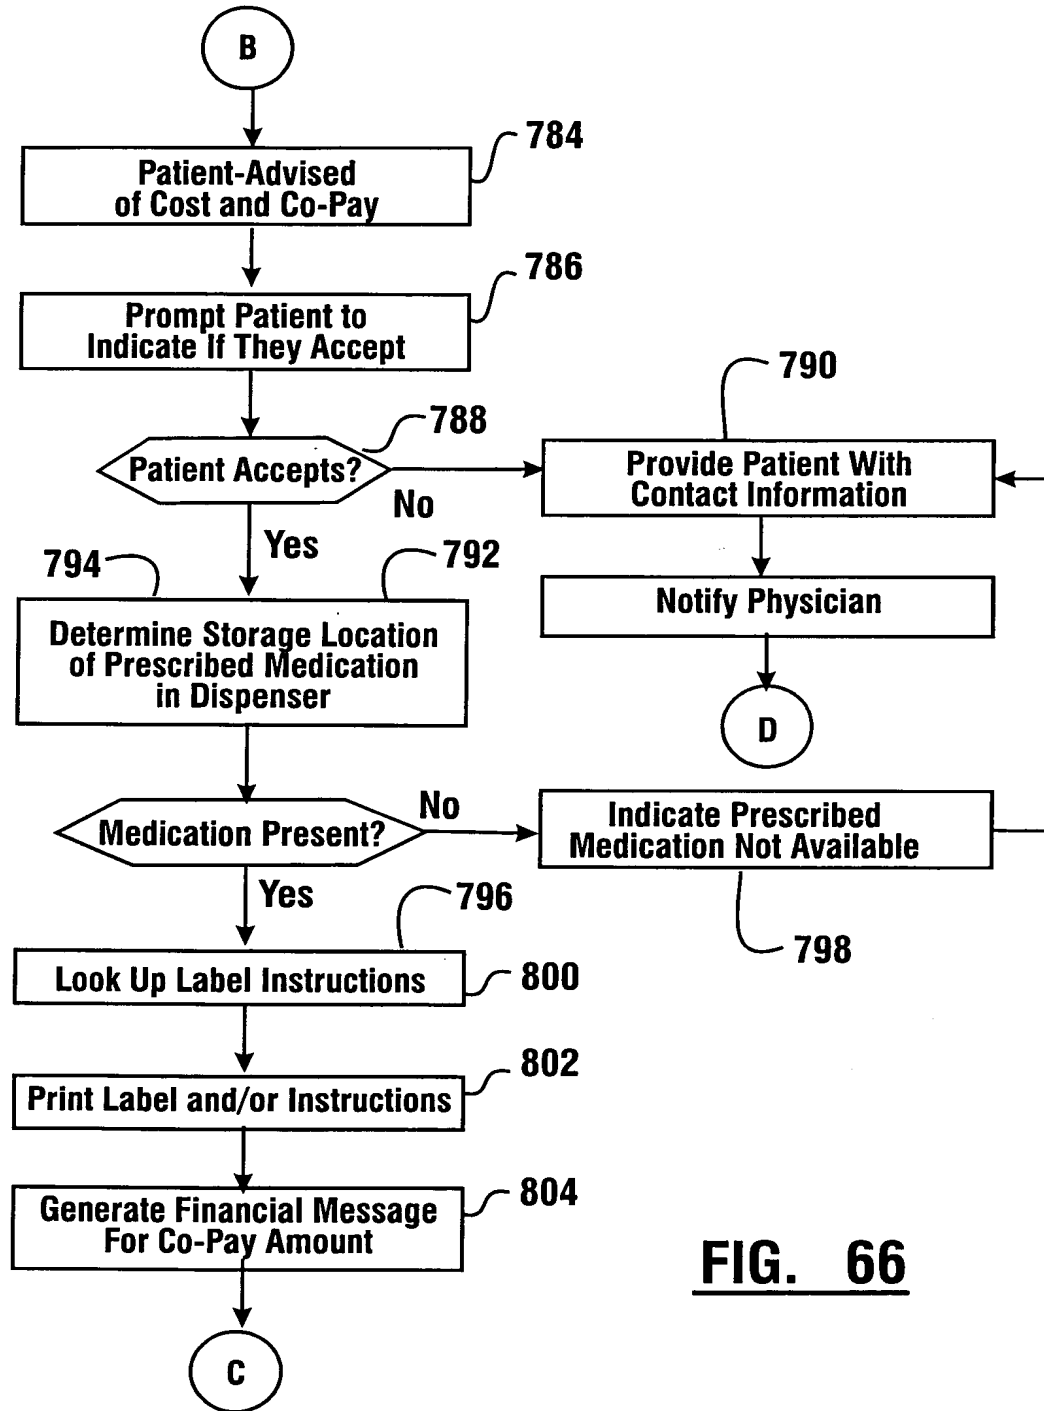 B
784
Patient-Advised
of Cost and Co-Pay
786
Prompt Patient to
Indicate If They Accept
788
Patient Accepts?
No
Yes
790
Provide Patient With
Contact Information
Notify Physician
D
794
792
Determine Storage Location
of Prescribed Medication
in Dispenser
Medication Present?
No
Yes
Indicate Prescribed
Medication Not Available
798
796
Look Up Label Instructions
800
802
Print Label and/or Instructions
804
Generate Financial Message
For Co-Pay Amount
C
FIG. 66